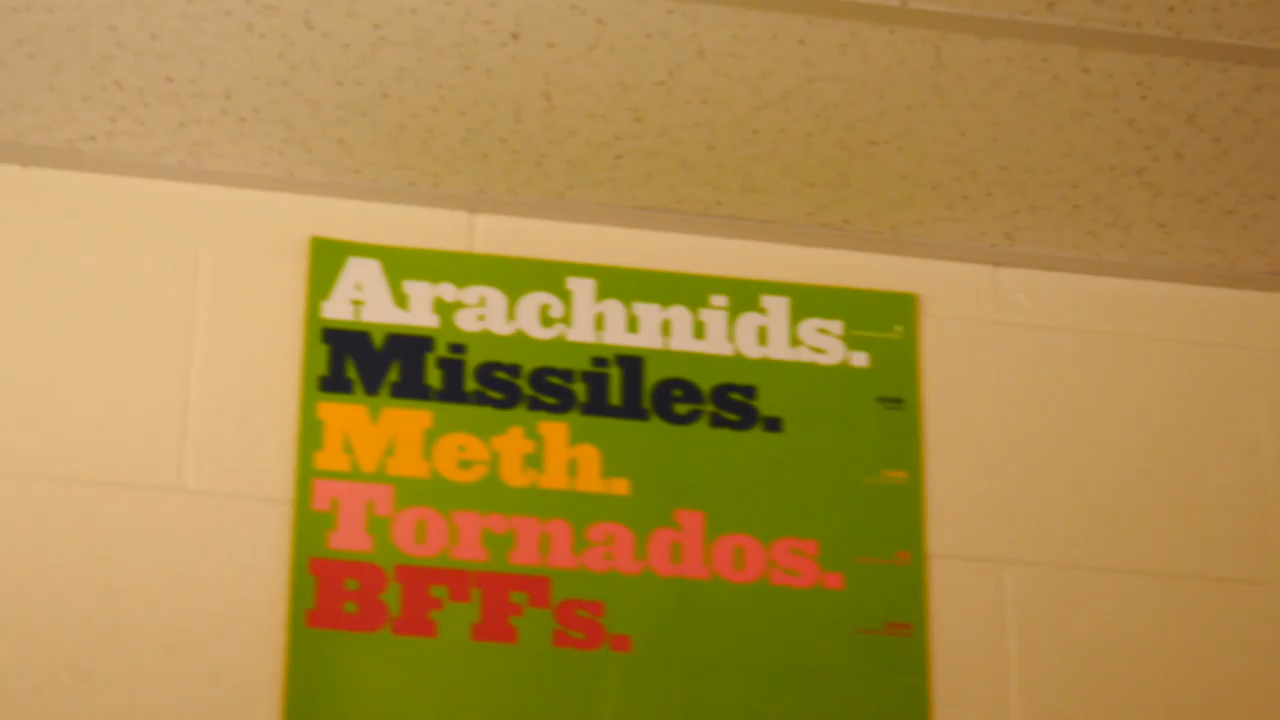 Arachnids.
Missiles.
Meth.
Tornados.
BFFs.